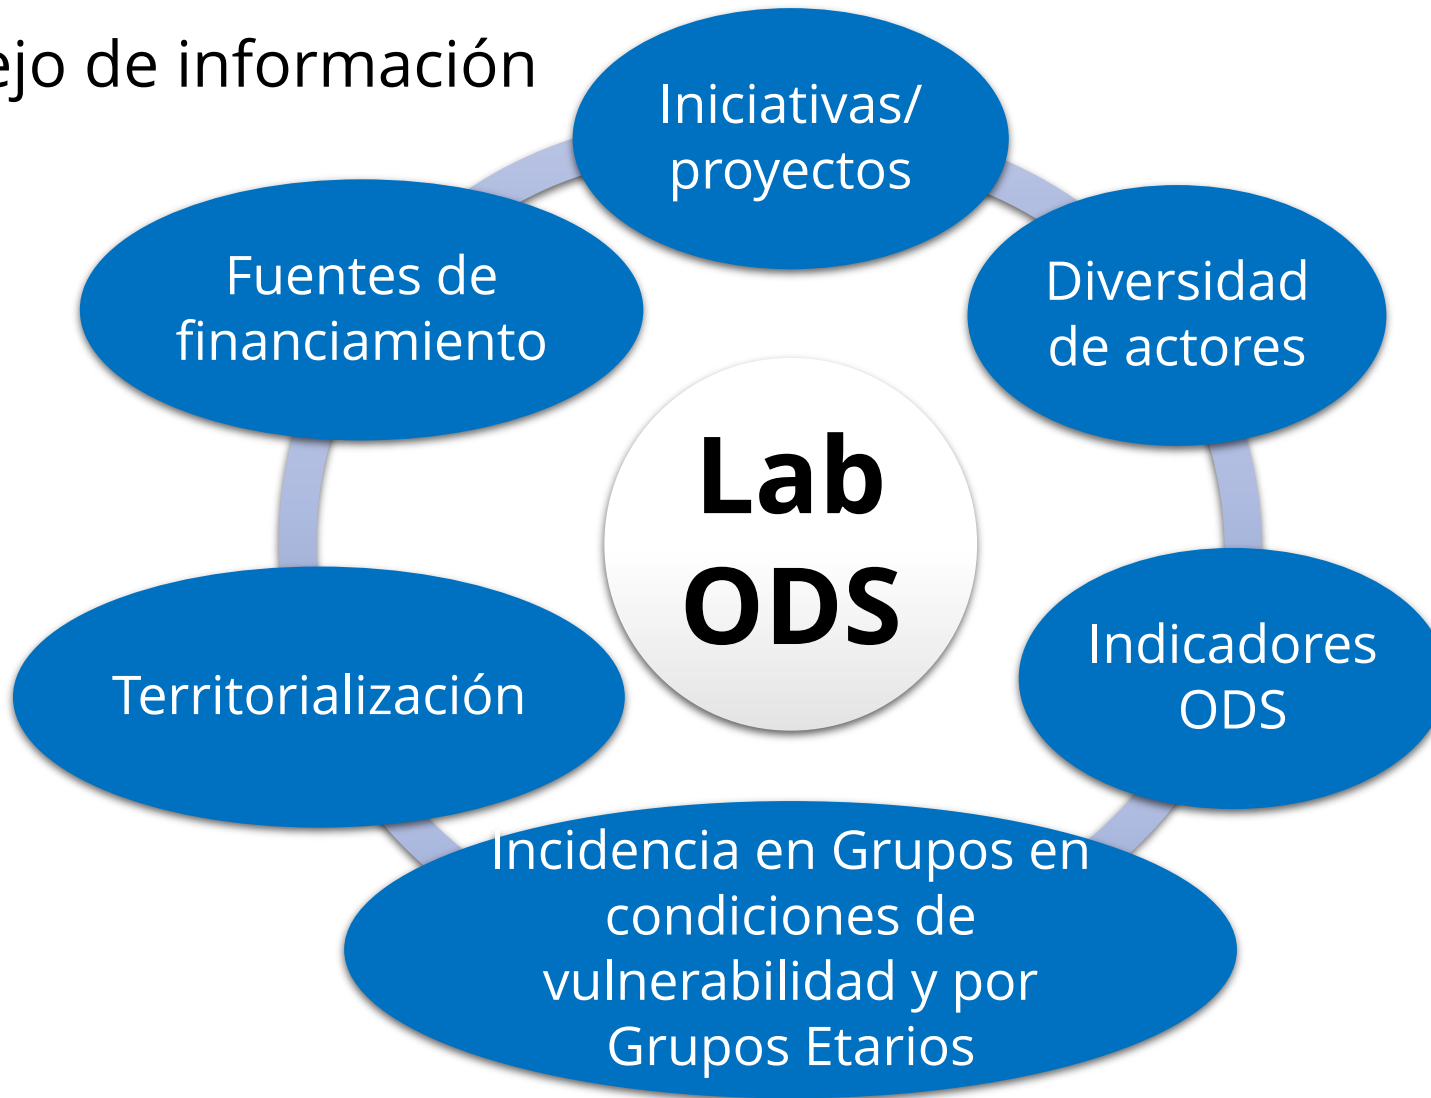 de información
Iniciativas/
proyectos
Fuentes de
financiamiento
Diversidad
de actores
Lab
ODS
Indicadores
ODS
Territorialización
Incidencia en Grupos en
condiciones de
vulnerabilidad y por
Grupos Etarios